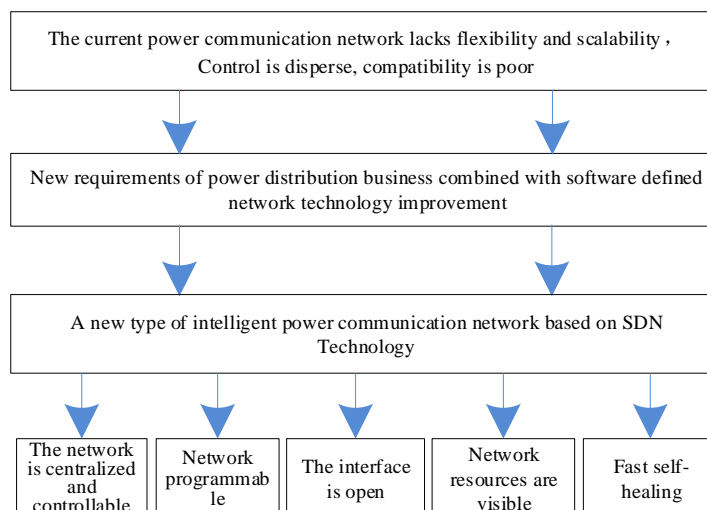 The current power communication network lacks flexibility and scalability，
Control is disperse, compatibility is poor
New requirements of power distribution business combined with software defined
network technology improvement
A new type of intelligent power communication network based on SDN
Technology
The network
is centralized
and
controllable
Network
programmab
le
The interface
is open
Network
resources are
visible
Fast self-
healing